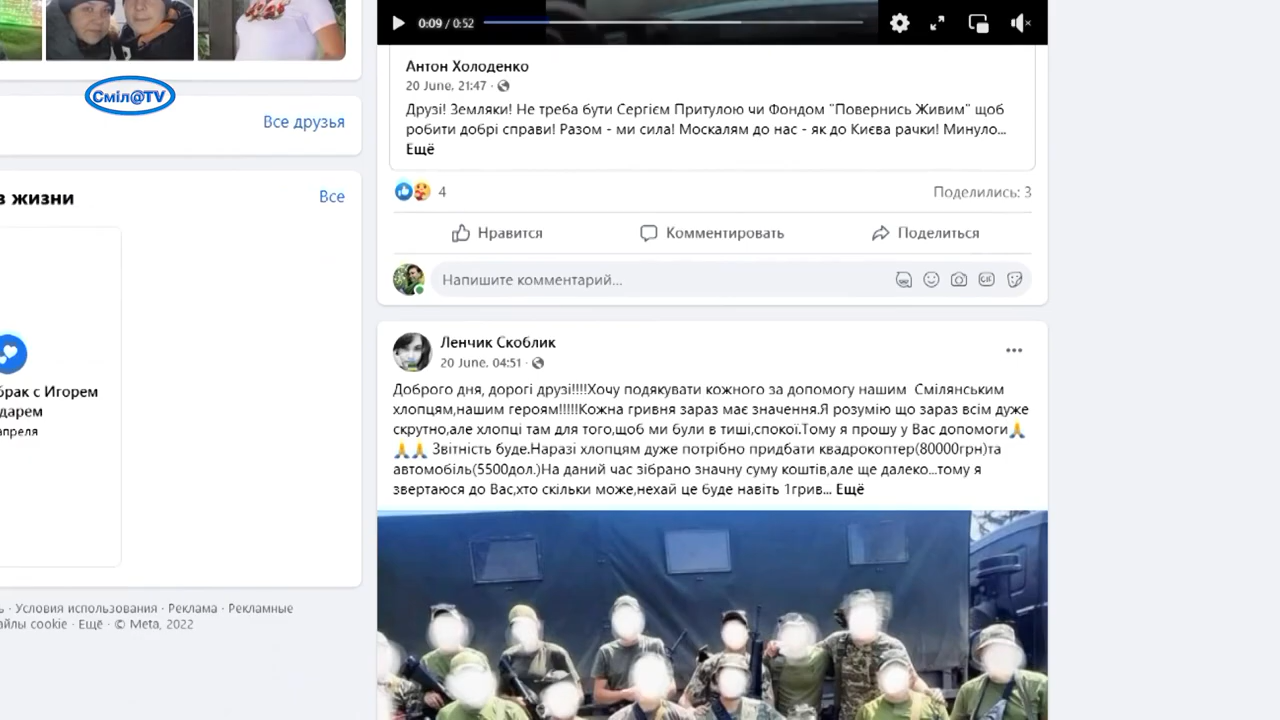 0:09 / 0:52
Антон Холоденко
20 June, 21:47 ·
Друзі! Земляки! Не треба бути Сергієм Притулою чи Фондом "Повернись Живим" щоб
робити добрі справи! Разом - ми сила! Москалям до нас - як до Києва рачки! Минуло...
Ещё
4
Поделились: 3
Нравится
Комментировать
Поделиться
Напишите комментарий...
GIF
Ленчик Скоблик
20 June, 04:51 ·
Доброго дня, дорогі друзі!!!!Хочу подякувати кожного за допомогу нашим Смілянським
хлопцям,нашим героям!!!!!Кожна гривня зараз має значення.Я розумію що зараз всім дуже
скрутно,але хлопці там для того,щоб ми були в тиші,спокої.Тому я прошу у Вас допомоги🙏
🙏🙏 Звітність буде.Наразі хлопцям дуже потрібно придбати квадрокоптер(80000грн)та
автомобіль(5500дол.)На даний час зібрано значну суму коштів,але ще далеко...тому я
звертаюся до Вас,хто скільки може,нехай це буде навіть 1грив... Ещё
Сміл@TV
Все друзья
в жизни
Все
брак с Игорем
даарем
апреля
· Условия использования · Реклама · Рекламные
айлы cookie · Ещё · © Meta, 2022